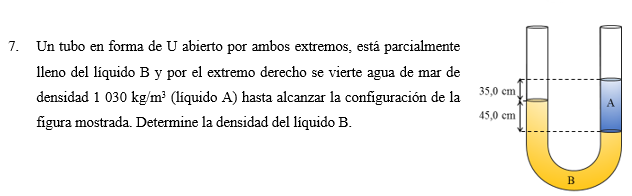 7. Un tubo en forma de U abierto por ambos extremos, está parcialmente
lleno del líquido B y por el extremo derecho se vierte agua de mar de
densidad 1 030 kg/m³ (líquido A) hasta alcanzar la configuración de la
figura mostrada. Determine la densidad del líquido B.
35,0 cm
45,0 cm
A
B